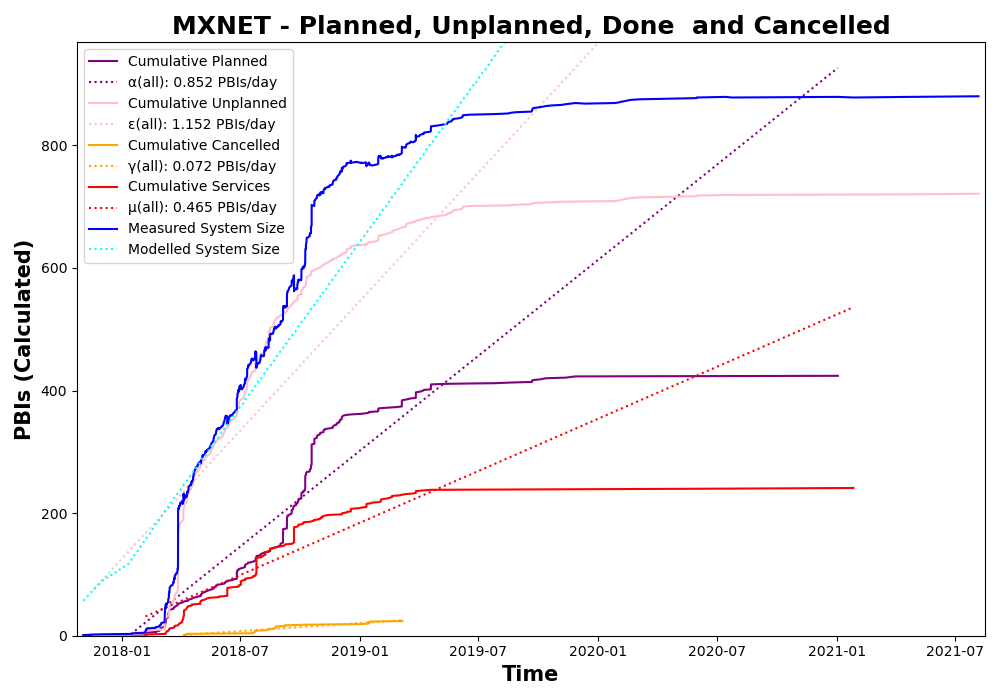 MXNET - Planned, Unplanned, Done  and Cancelled
Cumulative Planned
α(all): 0.852 PBIs/day
Cumulative Unplanned
ε(all): 1.152 PBIs/day
Cumulative Cancelled
γ(all): 0.072 PBIs/day
Cumulative Services
μ(all): 0.465 PBIs/day
Measured System Size
Modelled System Size
PBIs (Calculated)
800
600
400
200
0
2018-01 2018-07 2019-01 2019-07 2020-01 2020-07 2021-01 2021-07
Time